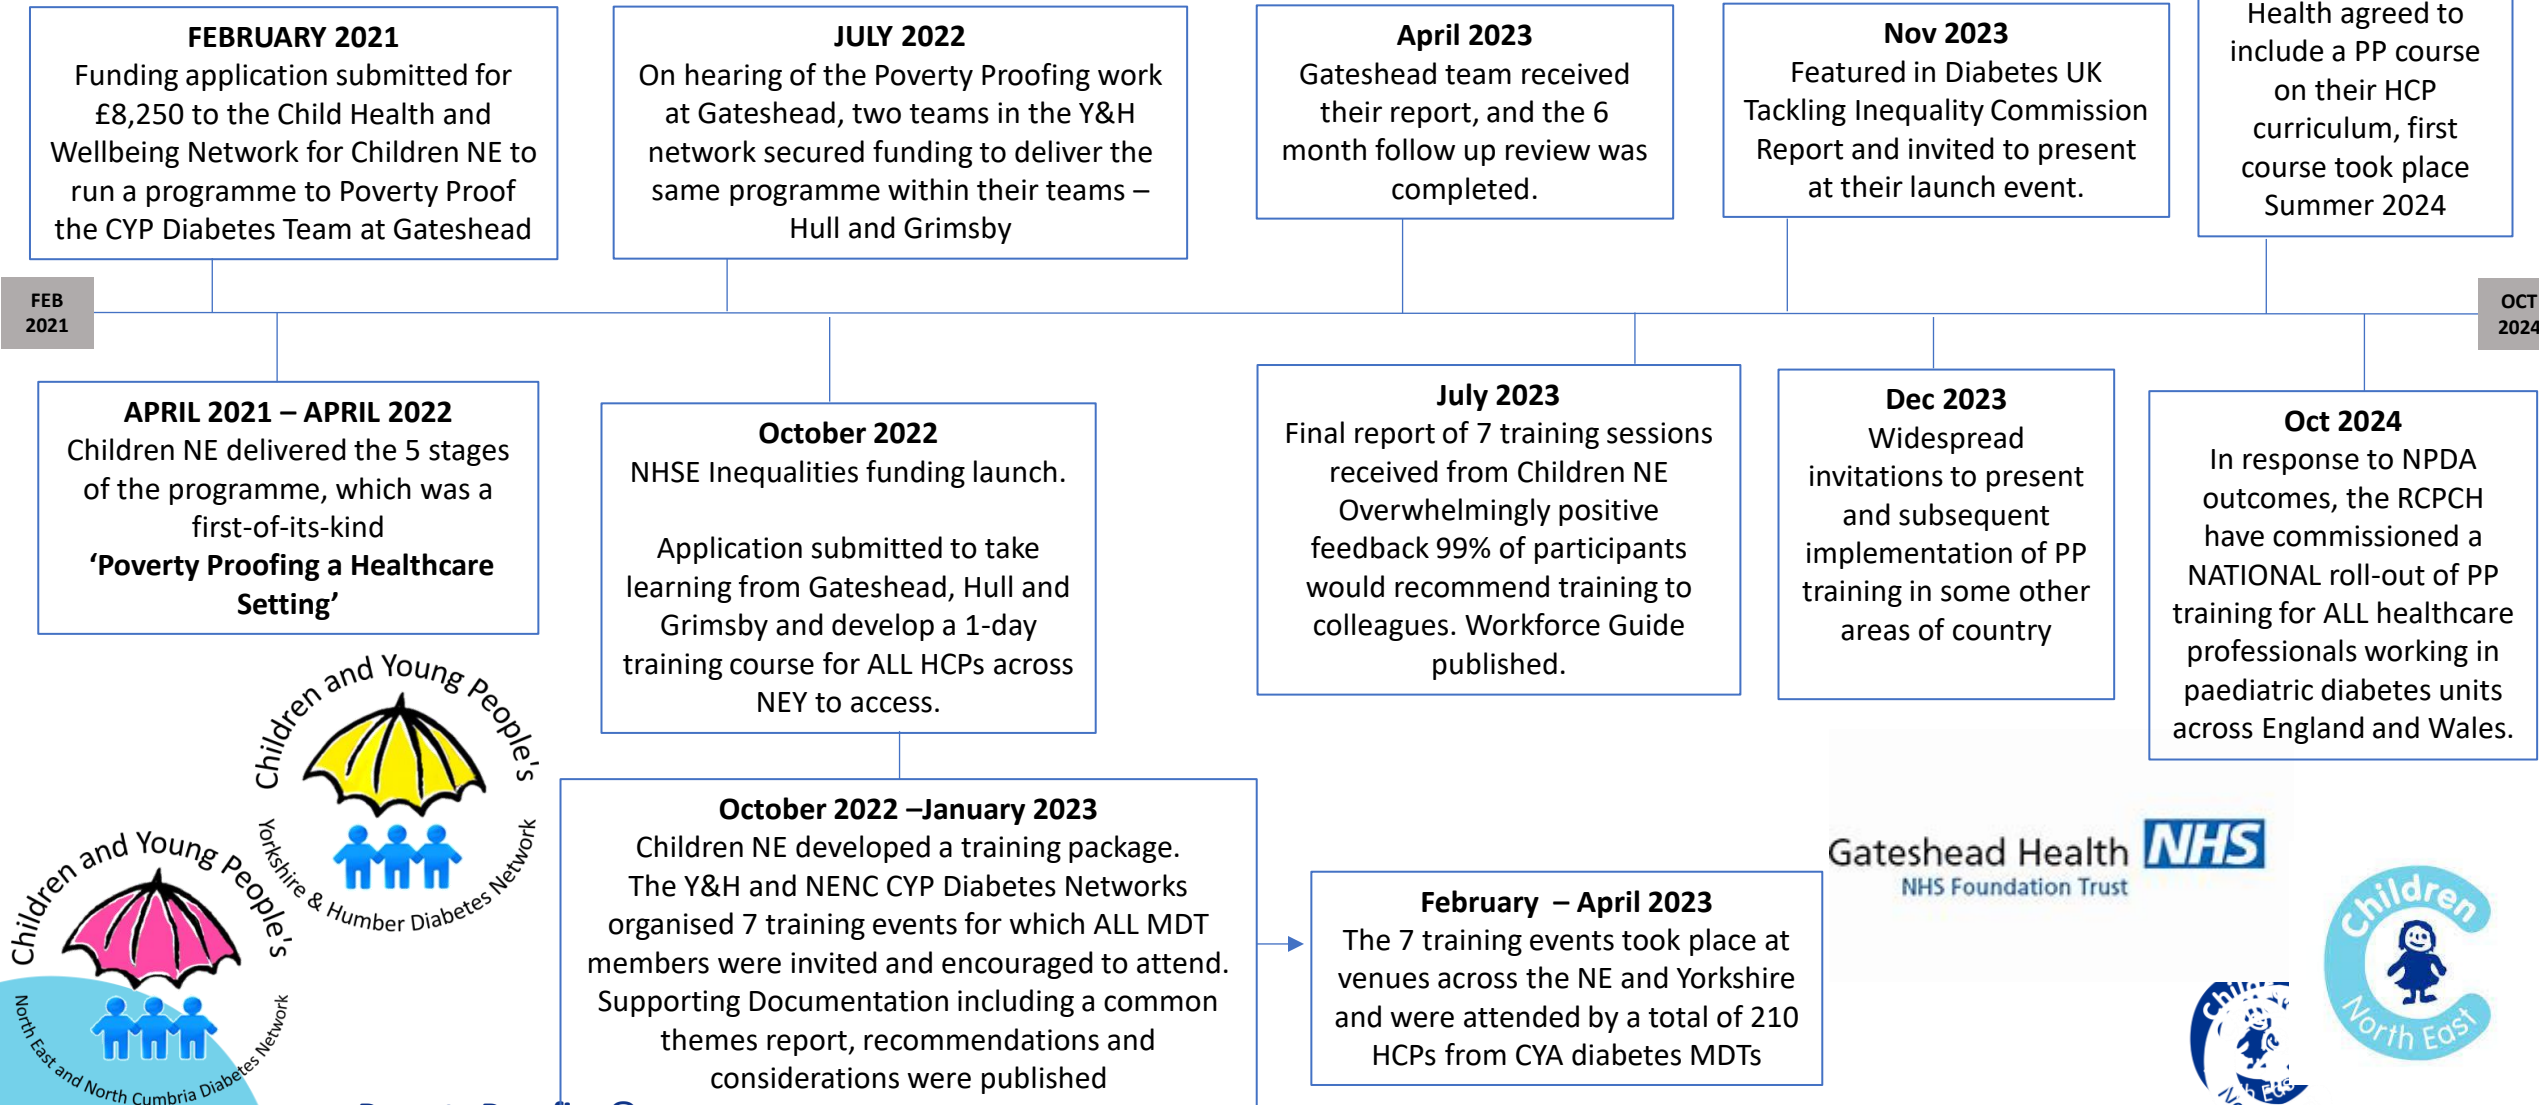 FEBRUARY 2021
Funding application submitted for
£8,250 to the Child Health and
Wellbeing Network for Children NE to
run a programme to Poverty Proof
the CYP Diabetes Team at Gateshead
JULY 2022
On hearing of the Poverty Proofing work
at Gateshead, two teams in the Y&H
network secured funding to deliver the
same programme within their teams –
Hull and Grimsby
April 2023
Gateshead team received
their report, and the 6
month follow up review was
completed.
Nov 2023
Featured in Diabetes UK
Tackling Inequality Commission
Report and invited to present
at their launch event.
Health agreed to
include a PP course
on their HCP
curriculum, first
course took place
Summer 2024
FEB
2021
OCT
2024
APRIL 2021 – APRIL 2022
Children NE delivered the 5 stages
of the programme, which was a
first-of-its-kind
‘Poverty Proofing a Healthcare
Setting’
October 2022
NHSE Inequalities funding launch.
Application submitted to take
learning from Gateshead, Hull and
Grimsby and develop a 1-day
training course for ALL HCPs across
NEY to access.
July 2023
Final report of 7 training sessions
received from Children NE
Overwhelmingly positive
feedback 99% of participants
would recommend training to
colleagues. Workforce Guide
published.
Dec 2023
Widespread
invitations to present
and subsequent
implementation of PP
training in some other
areas of country
Oct 2024
In response to NPDA
outcomes, the RCPCH
have commissioned a
NATIONAL roll-out of PP
training for ALL healthcare
professionals working in
paediatric diabetes units
across England and Wales.
October 2022 –January 2023
Children NE developed a training package.
The Y&H and NENC CYP Diabetes Networks
organised 7 training events for which ALL MDT
members were invited and encouraged to attend.
Supporting Documentation including a common
themes report, recommendations and
considerations were published
February – April 2023
The 7 training events took place at
venues across the NE and Yorkshire
and were attended by a total of 210
HCPs from CYA diabetes MDTs
Children and Young People's
Yorkshire & Humber Diabetes Network
Children and Young People's
North East and North Cumbria Diabetes Network
Gateshead Health NHS
NHS Foundation Trust
Children
North East